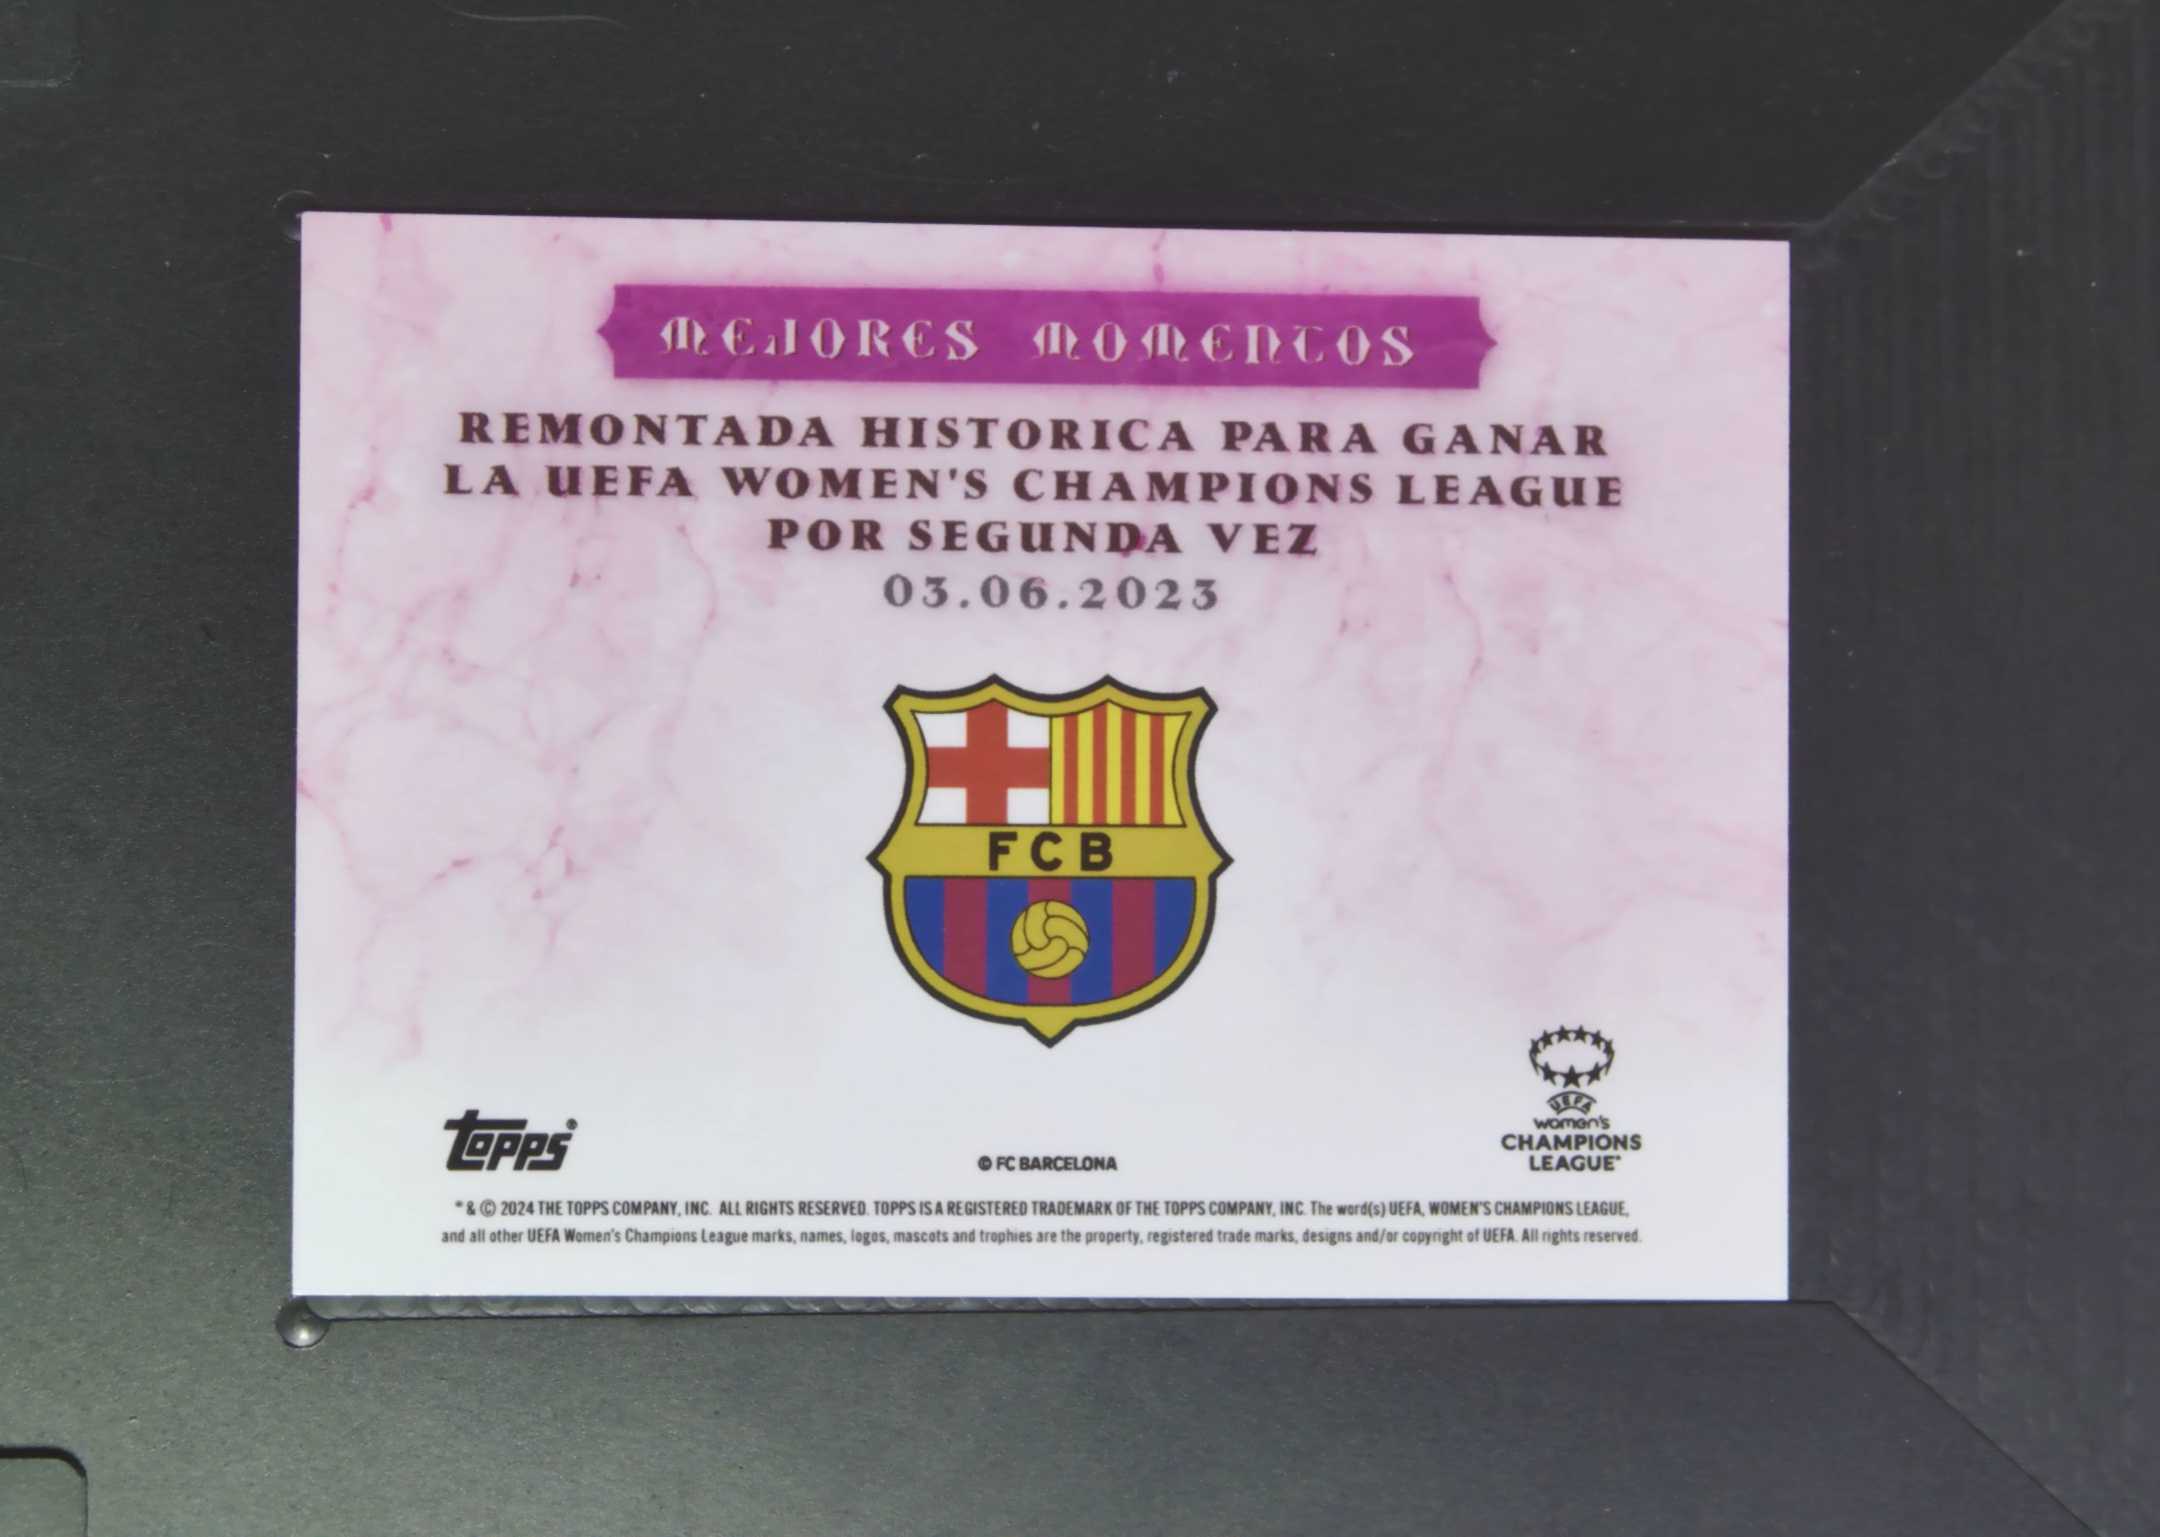 MEJORES MOMENTOS
REMONTADA HISTORICA PARA GANAR
LA UEFA WOMEN'S CHAMPIONS LEAGUE
POR SEGUNDA VEZ
03.06.2023
FCB
topps®
© FC BARCELONA
UEFA
women's
CHAMPIONS
LEAGUE™
® & © 2024 THE TOPPS COMPANY, INC. ALL RIGHTS RESERVED. TOPPS IS A REGISTERED TRADEMARK OF THE TOPPS COMPANY, INC. The word(s) UEFA, WOMEN'S CHAMPIONS LEAGUE,
and all other UEFA Women's Champions League marks, names, logos, mascots and trophies are the property, registered trade marks, designs and/or copyright of UEFA. All rights reserved.